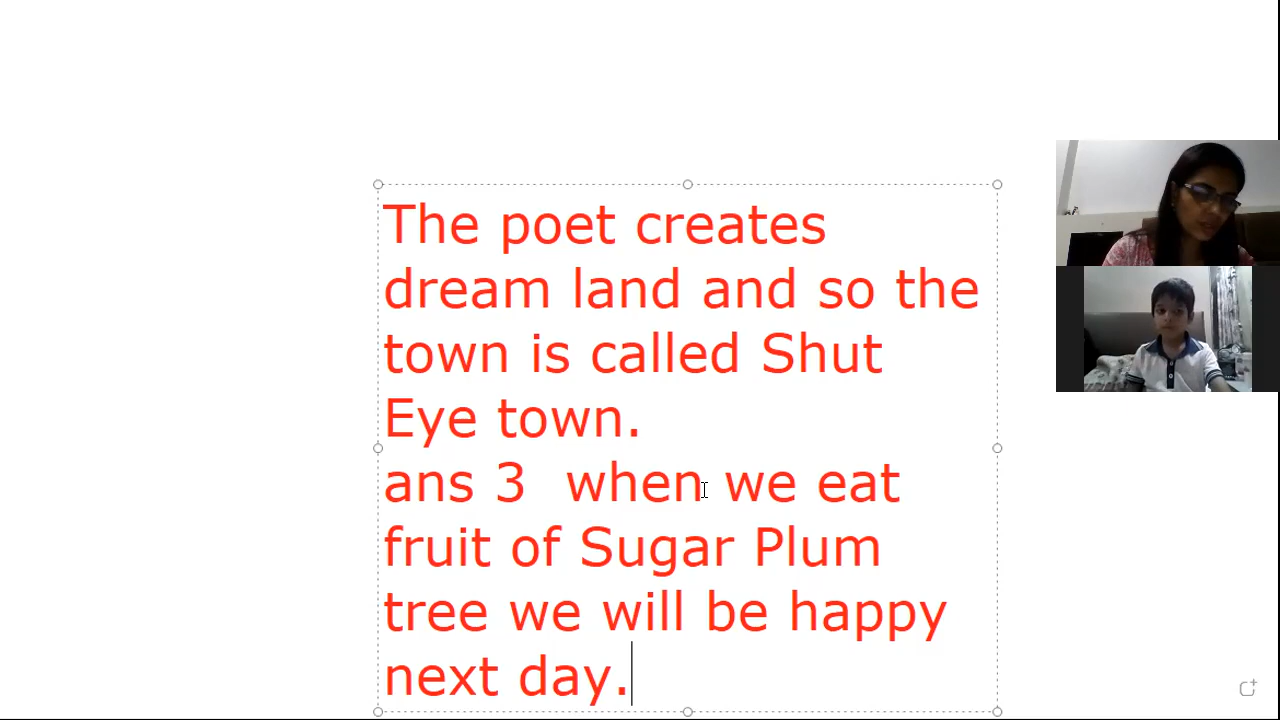 The poet creates
dream land and so the
town is called Shut
Eye town.
ans 3  when we eat
fruit of Sugar Plum
tree we will be happy
next day.